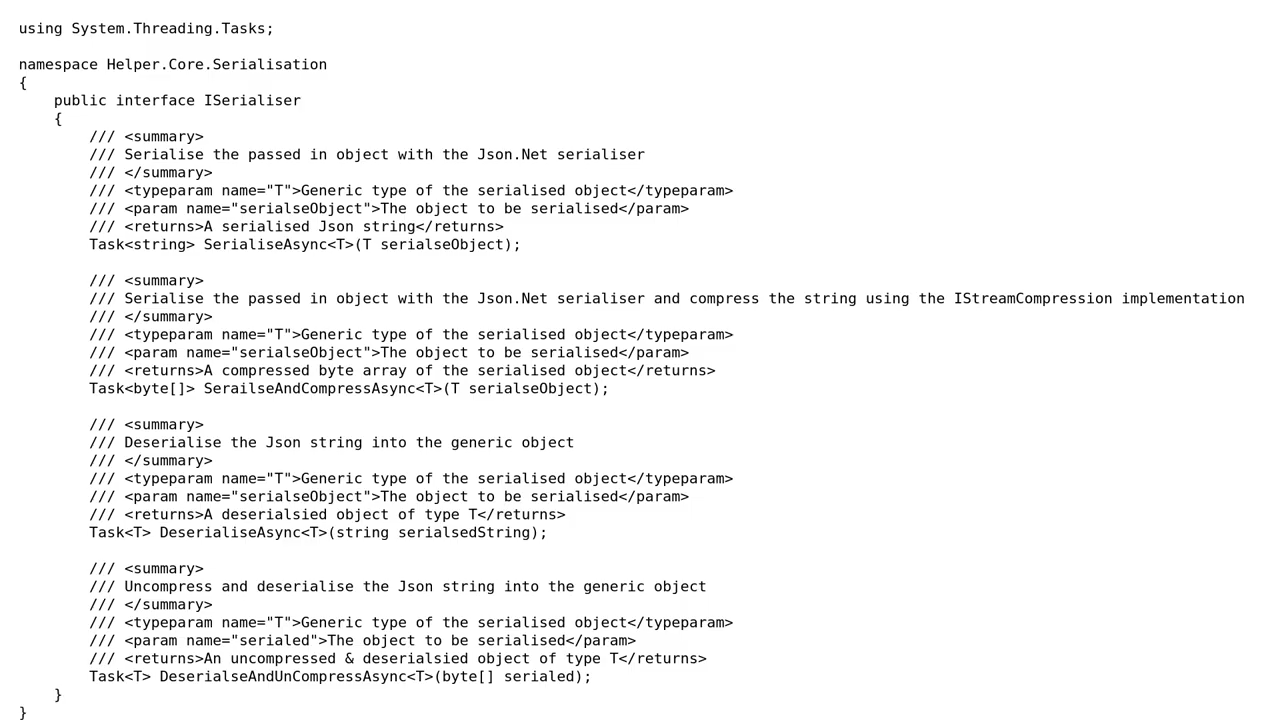 using System.Threading.Tasks;

namespace Helper.Core.Serialisation
{
    public interface ISerialiser
    {
        /// <summary>
        /// Serialise the passed in object with the Json.Net serialiser
        /// </summary>
        /// <typeparam name="T">Generic type of the serialised object</typeparam>
        /// <param name="serialseObject">The object to be serialised</param>
        /// <returns>A serialised Json string</returns>
        Task<string> SerialiseAsync<T>(T serialseObject);

        /// <summary>
        /// Serialise the passed in object with the Json.Net serialiser and compress the string using the IStreamCompression implementation
        /// </summary>
        /// <typeparam name="T">Generic type of the serialised object</typeparam>
        /// <param name="serialseObject">The object to be serialised</param>
        /// <returns>A compressed byte array of the serialised object</returns>
        Task<byte[]> SerailseAndCompressAsync<T>(T serialseObject);

        /// <summary>
        /// Deserialise the Json string into the generic object
        /// </summary>
        /// <typeparam name="T">Generic type of the serialised object</typeparam>
        /// <param name="serialseObject">The object to be serialised</param>
        /// <returns>A deserialsied object of type T</returns>
        Task<T> DeserialiseAsync<T>(string serialsedString);

        /// <summary>
        /// Uncompress and deserialise the Json string into the generic object
        /// </summary>
        /// <typeparam name="T">Generic type of the serialised object</typeparam>
        /// <param name="serialed">The object to be serialised</param>
        /// <returns>An uncompressed & deserialsied object of type T</returns>
        Task<T> DeserialseAndUnCompressAsync<T>(byte[] serialed);
    }
}